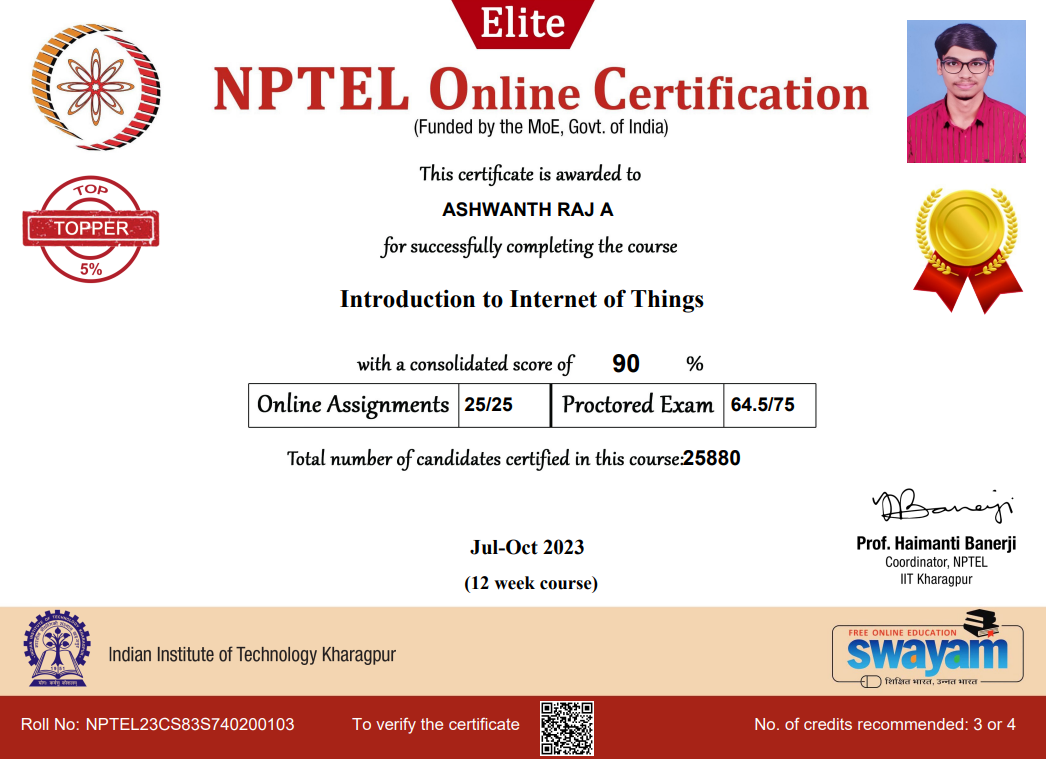 Elite
NPTEL Online Certification
(Funded by the MoE, Govt. of India)
This certificate is awarded to
ASHWANTH RAJ A
for successfully completing the course
TOP
TOPPER
5%
Introduction to Internet of Things
with a consolidated score of 90 %
Online Assignments 25/25 Proctored Exam 64.5/75
Total number of candidates certified in this course:25880
Jul-Oct 2023
(12 week course)
Prof. Haimanti Banerji
Coordinator, NPTEL
IIT Kharagpur
Indian Institute of Technology Kharagpur
FREE ONLINE EDUCATION
swayam
शिक्षित भारत, उन्नत भारत
Roll No: NPTEL23CS83S740200103 To verify the certificate No. of credits recommended: 3 or 4